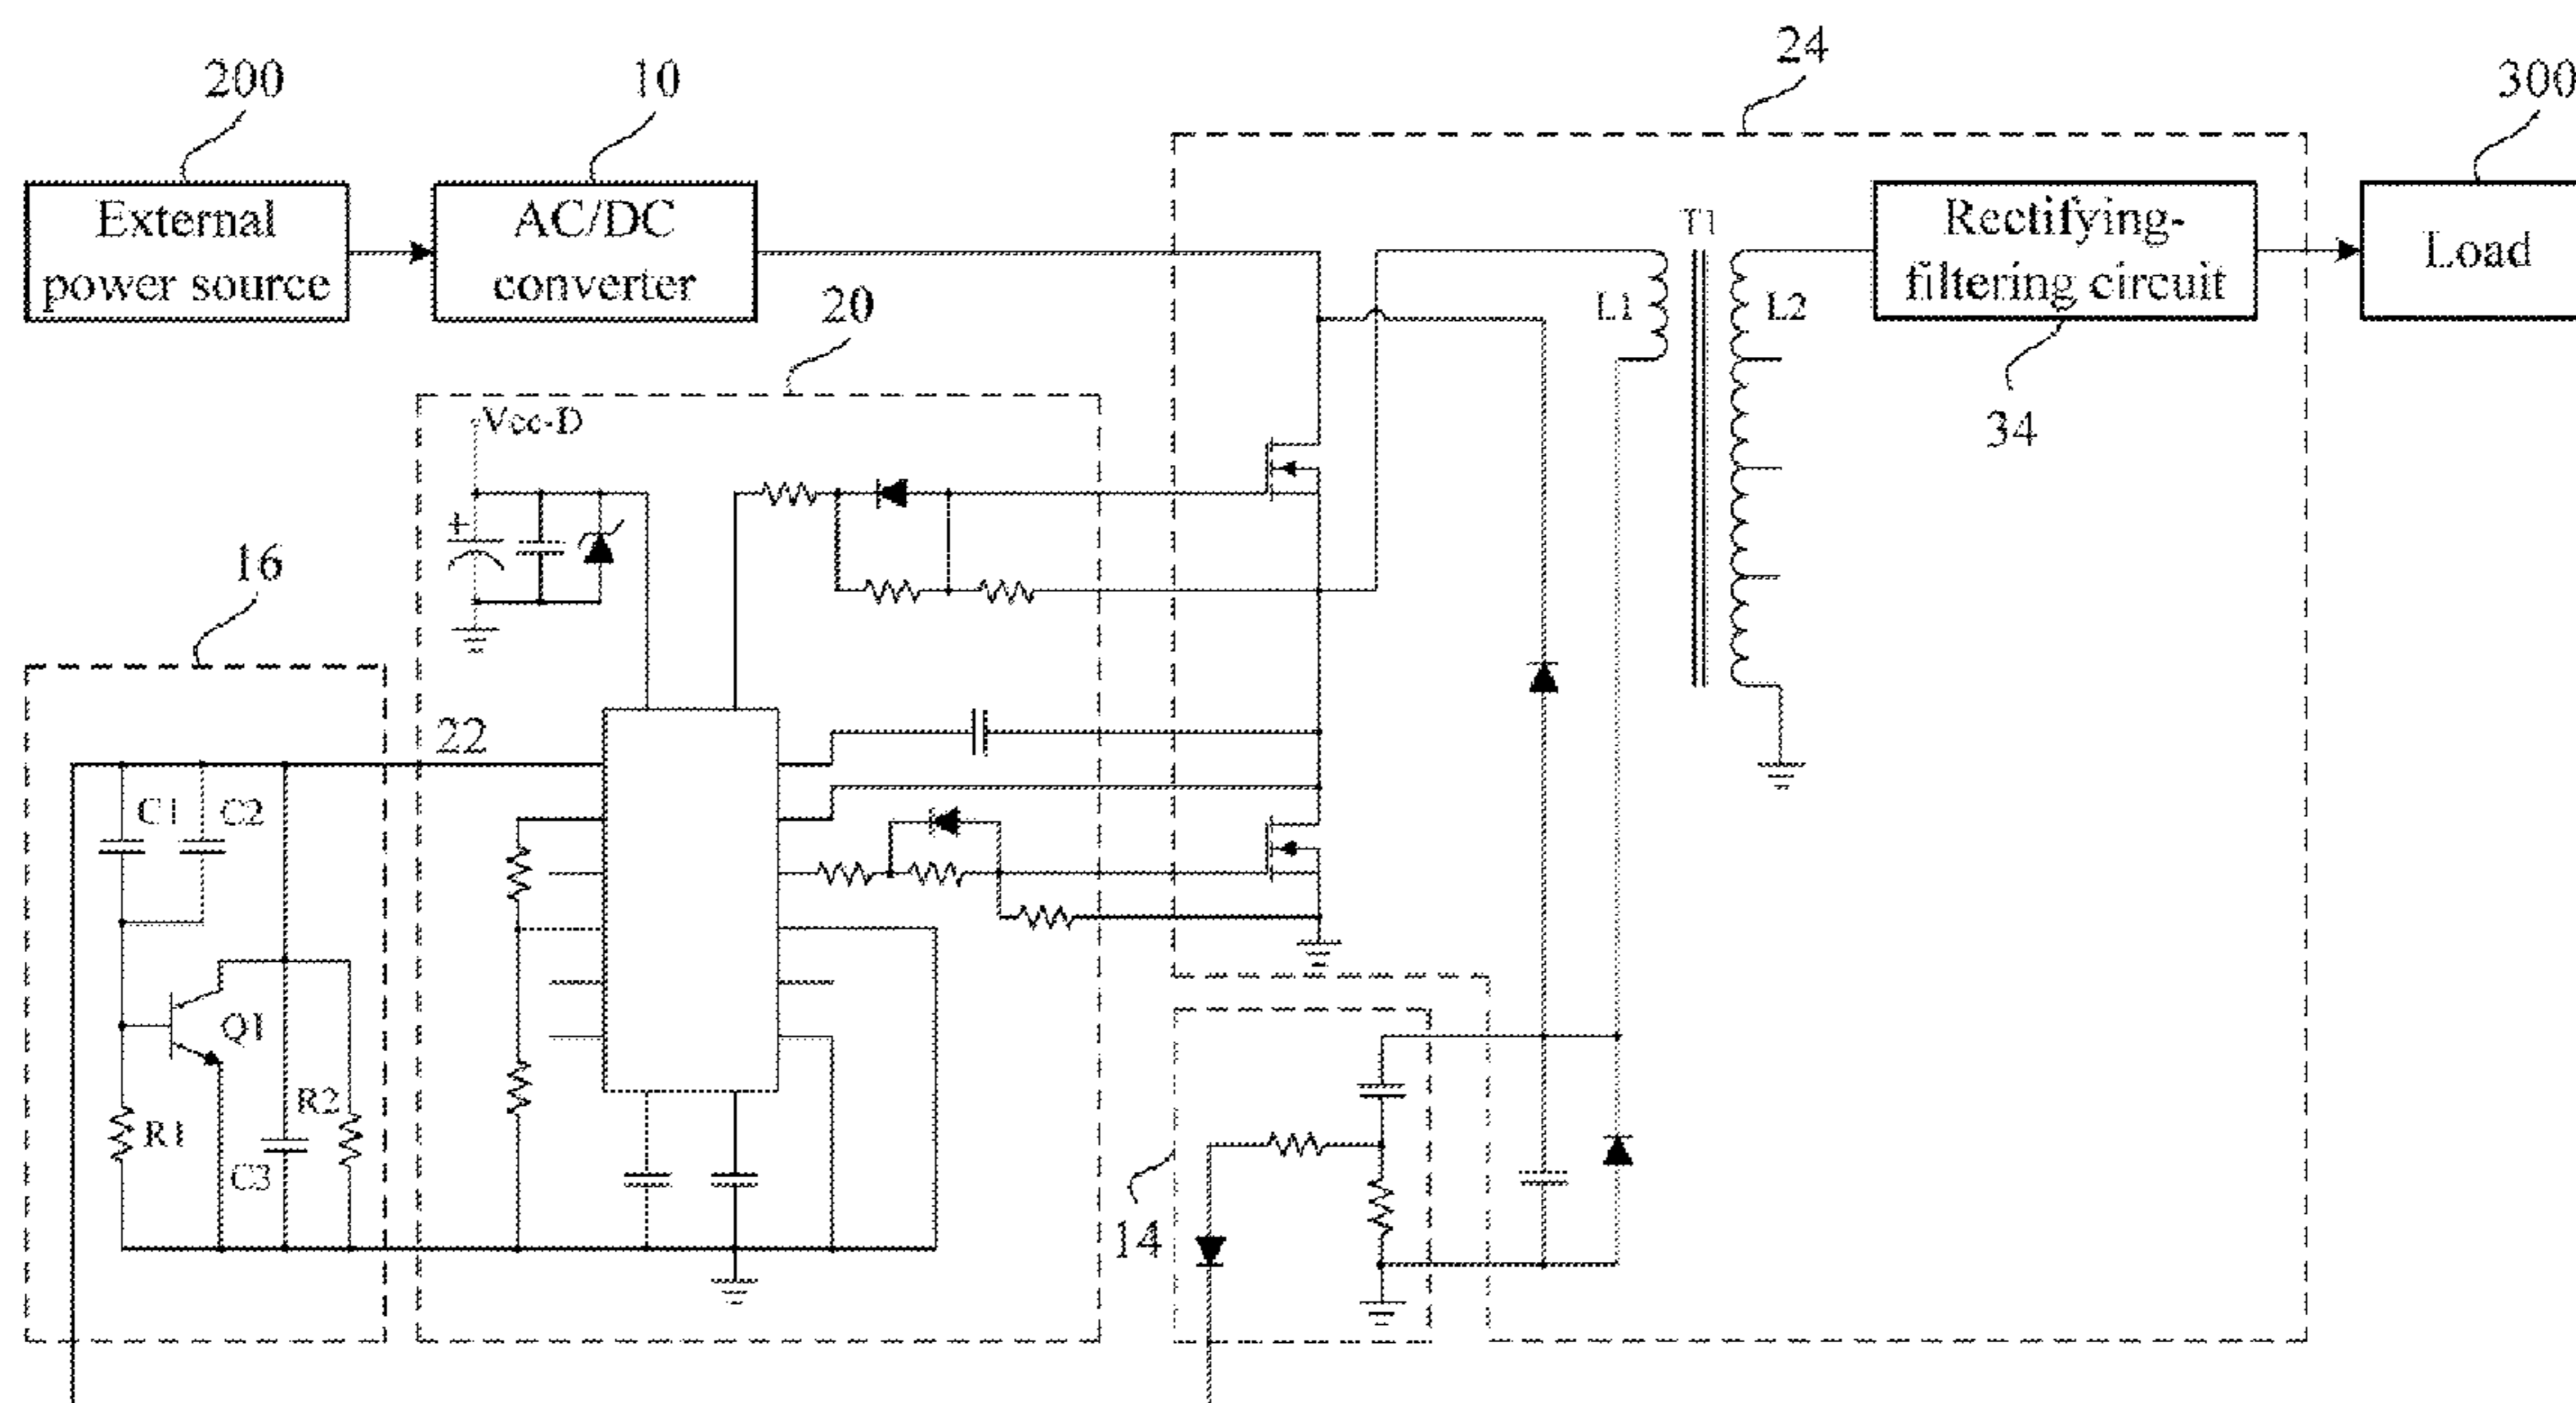 24
200
10
300
External
power source
AC/DC
converter
T1
Rectifying-
filtering circuit
Load
L1
L2
20
34
Vcc-D
+
16
22
C1
C2
Q1
R1
R2
C3
14